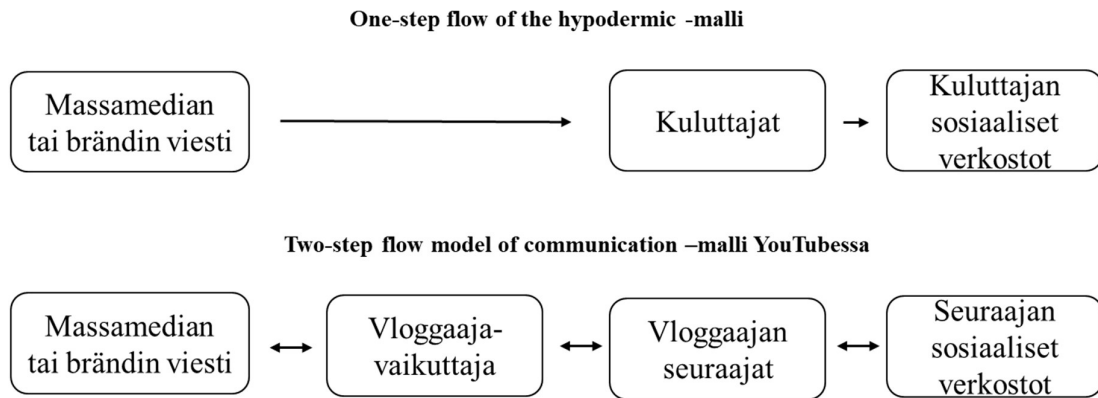 One-step flow of the hypodermic -malli
Massamedian
tai brändin viesti
Kuluttajat
Kuluttajan
sosiaaliset
verkostot
Two-step flow model of communication –malli YouTubessa
Massamedian
tai brändin viesti
Vloggaaja-
vaikuttaja
Vloggaajan
seuraajat
Seuraajan
sosiaaliset
verkostot